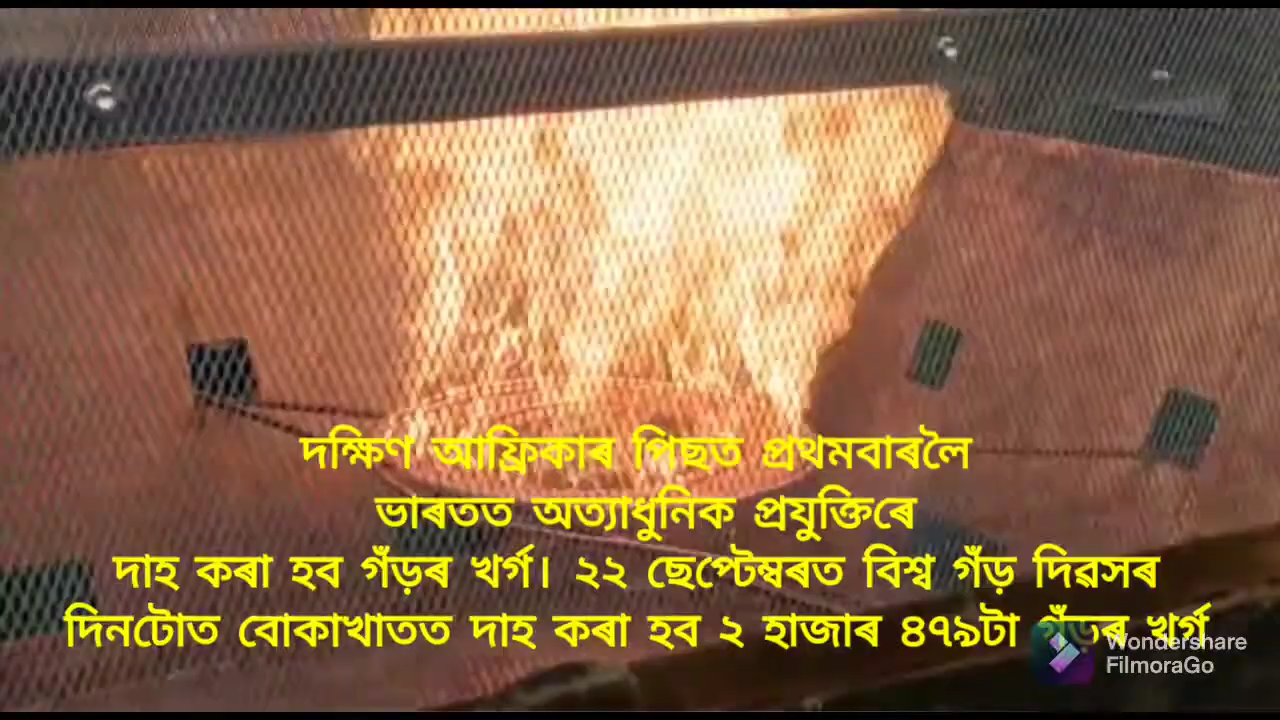 দক্ষিণ আফ্ৰিকাৰ পিছত প্ৰথমবাৰলৈ
ভাৰতত অত্যাধুনিক প্ৰযুক্তিৰে
দাহ কৰা হব গঁড়ৰ খৰ্গ। ২২ ছেপ্টেম্বৰত বিশ্ব গঁড় দিৱসৰ
দিনটোত বোকাখাতত দাহ কৰা হব ২ হাজাৰ ৪৭৯টা গঁড়ৰ খৰ্গ
Wondershare
FilmoraGo